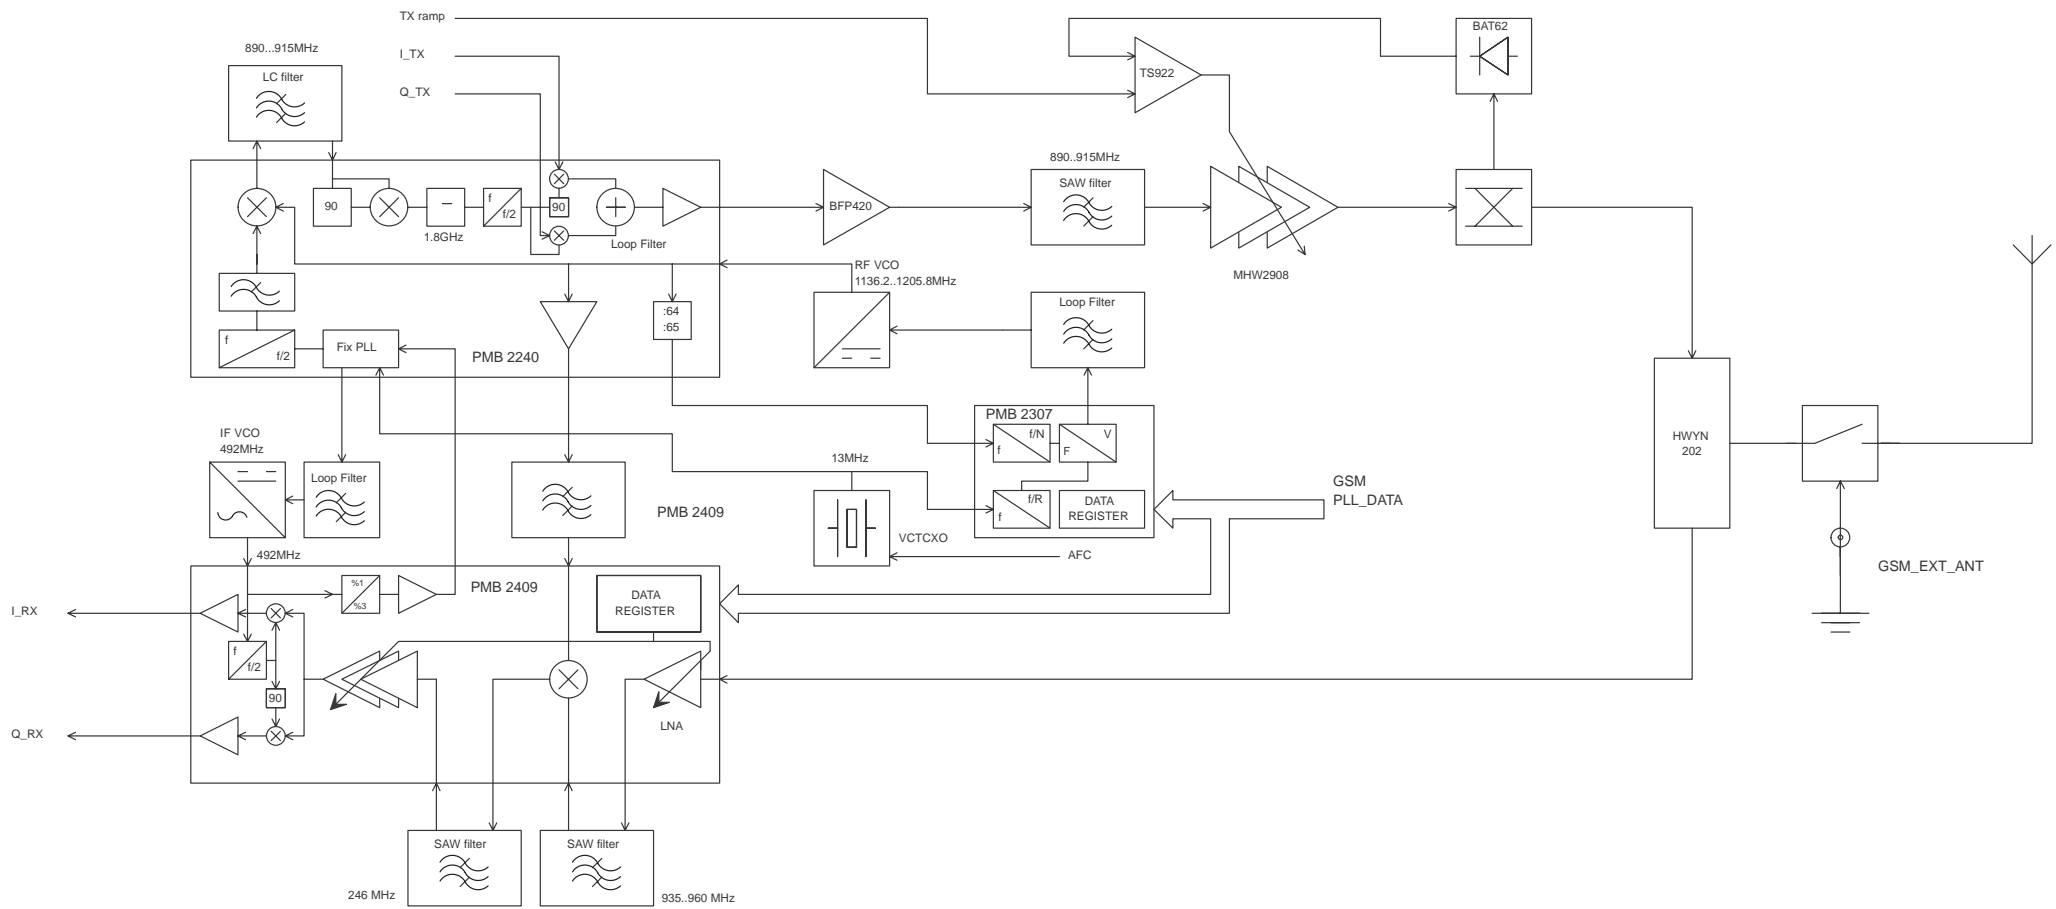 TX ramp
I_TX
Q_TX
890...915MHz
LC filter
TS922
BAT62
90
1.8GHz
f
f/2
90
Loop Filter
BFP420
890..915MHz
SAW filter
MHW2908
f
f/2
Fix PLL
PMB 2240
:64
:65
RF VCO
1136.2..1205.8MHz
Loop Filter
IF VCO
492MHz
Loop Filter
PMB 2409
13MHz
VCTCXO
AFC
PMB 2307
f
f/N
F
V
f
f/R
DATA
REGISTER
GSM
PLL_DATA
HWYN
202
GSM_EXT_ANT
492MHz
%1
%3
PMB 2409
DATA
REGISTER
I_RX
f
f/2
90
Q_RX
LNA
SAW filter
246 MHz
SAW filter
935..960 MHz